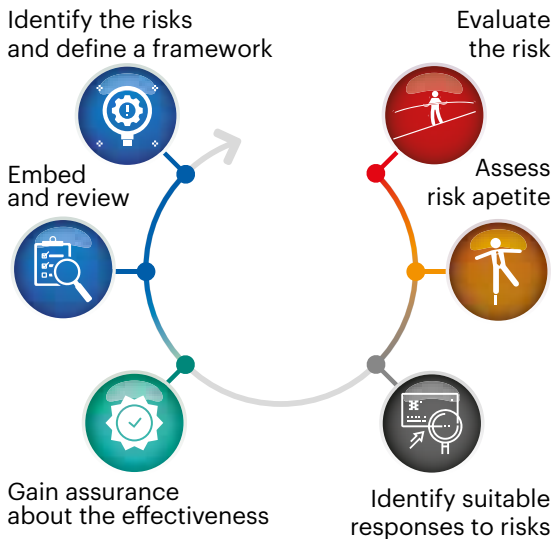 Identify the risks
and define a framework
Evaluate
the risk
Embed
and review
Assess
risk apetite
Gain assurance
about the effectiveness
Identify suitable
responses to risks